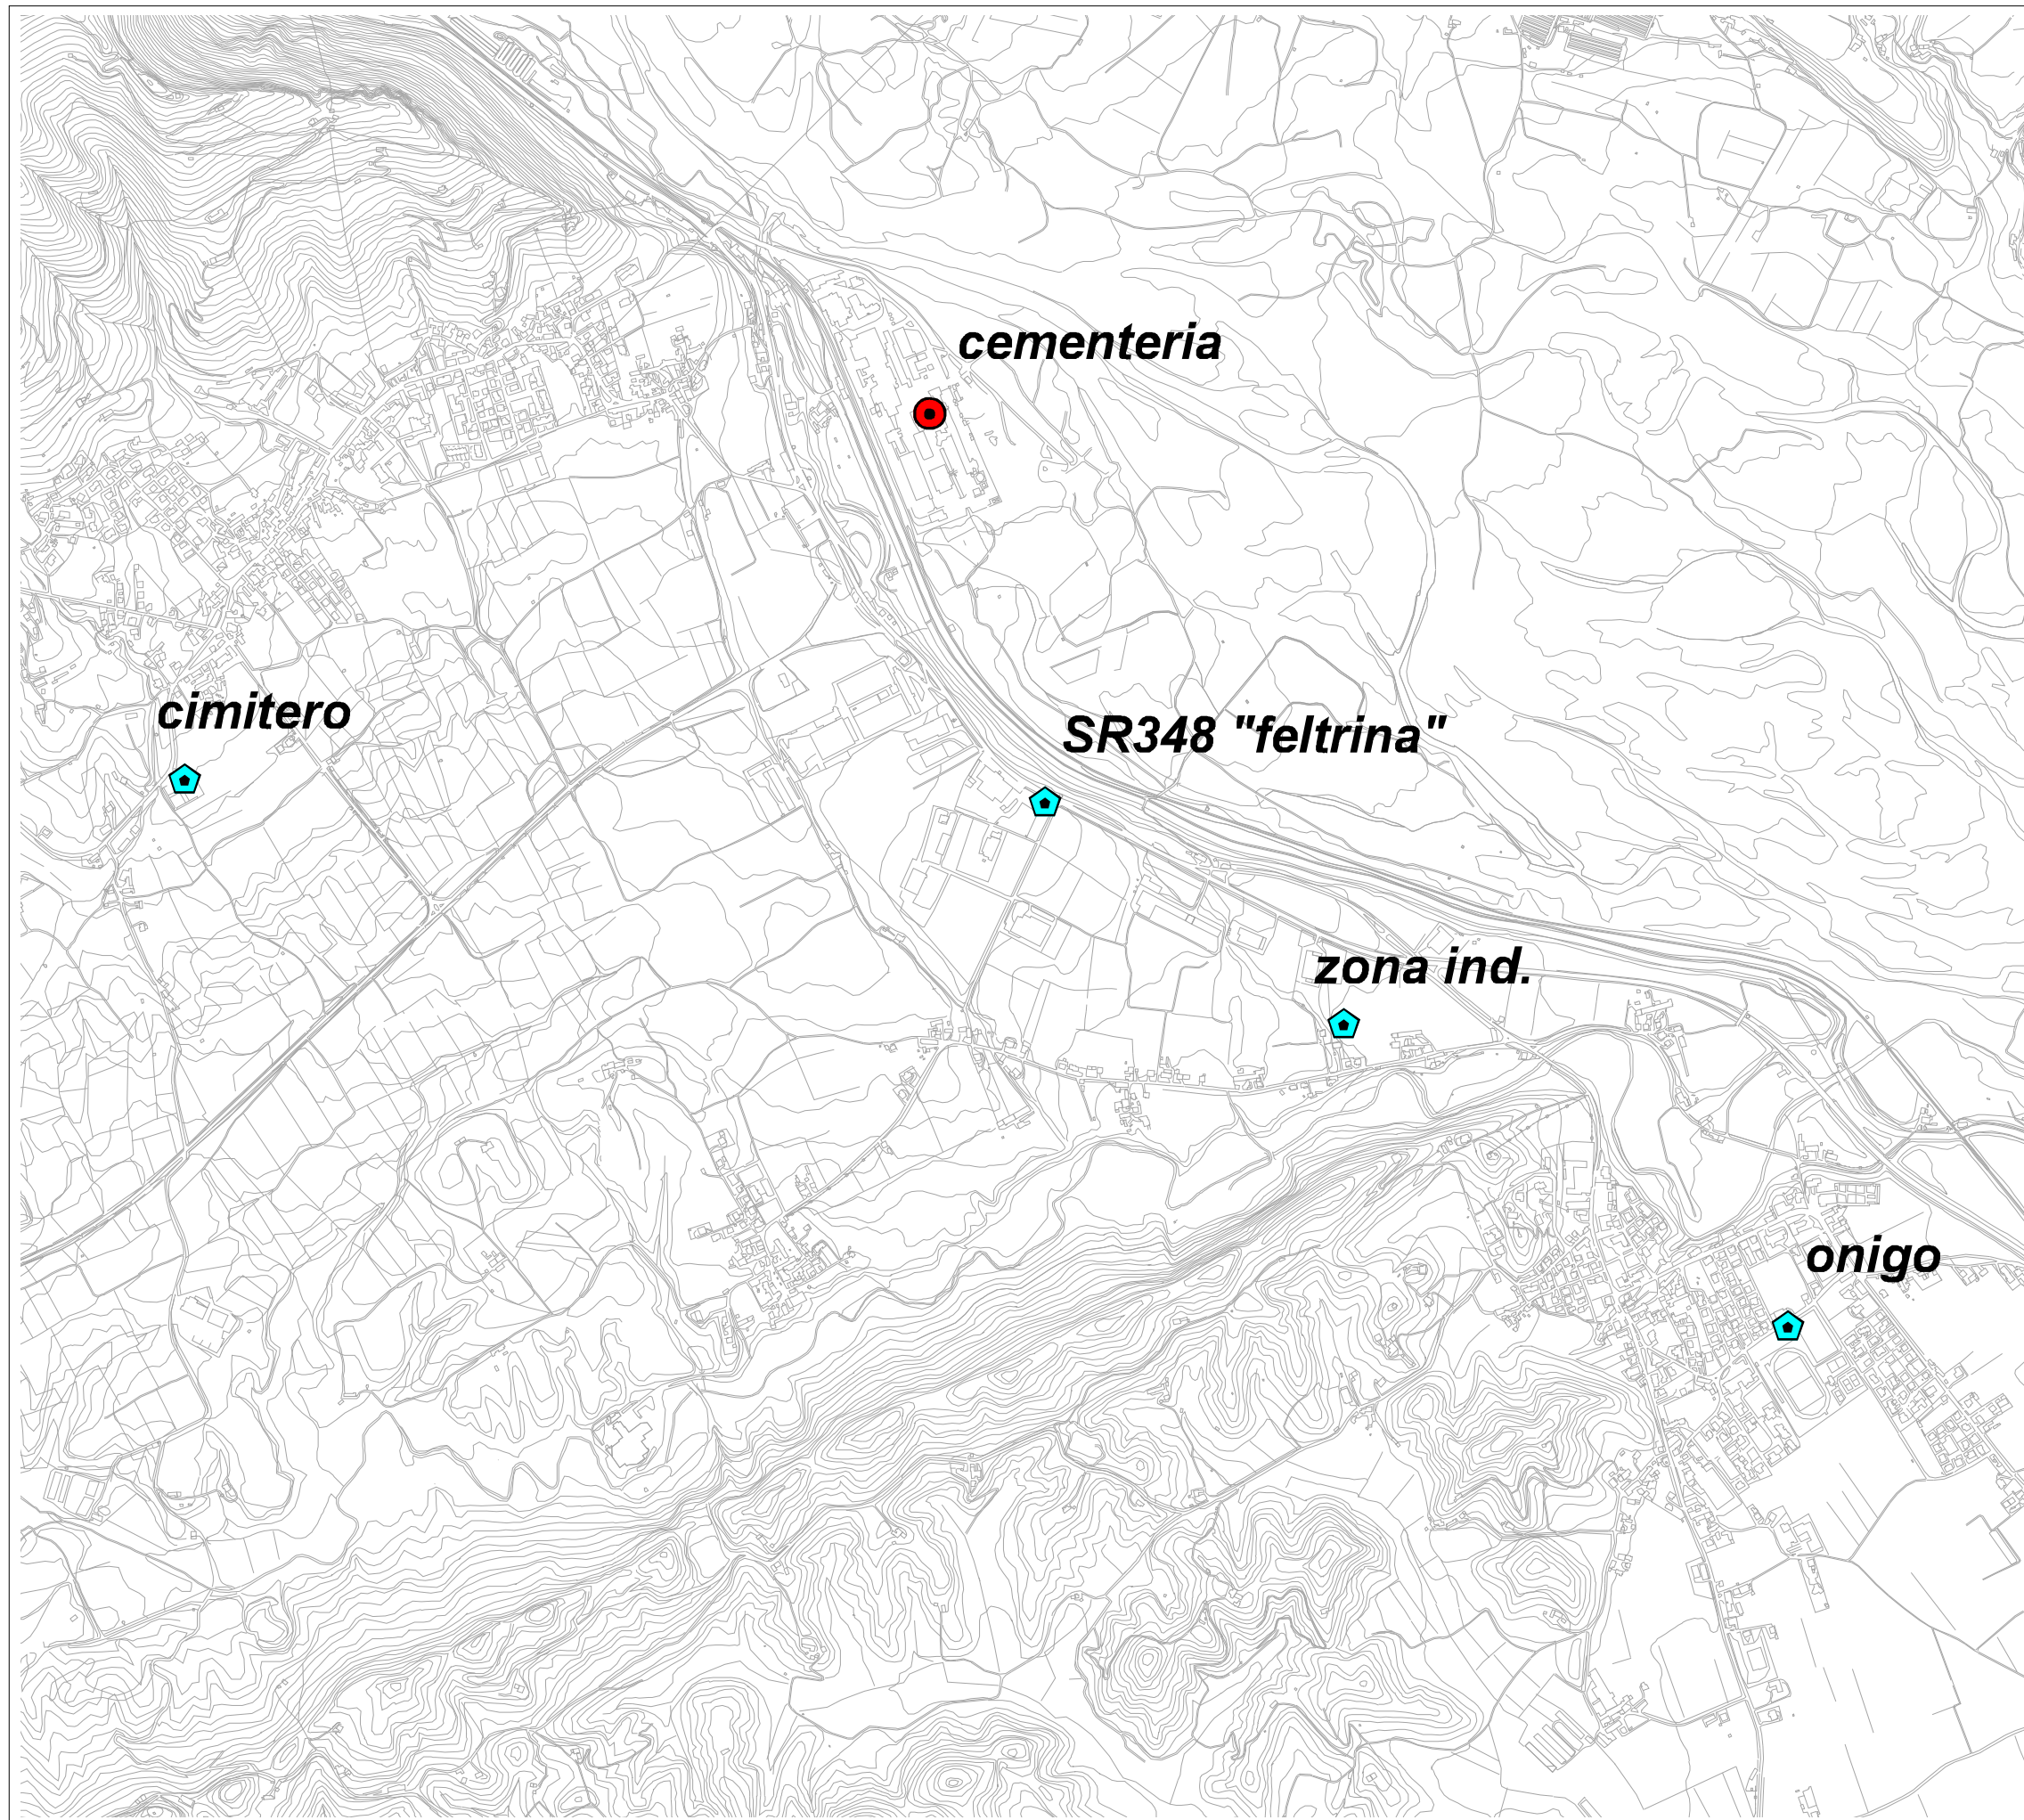 cementeria
cimitero
SR348 "feltrina"
zona ind.
onigo